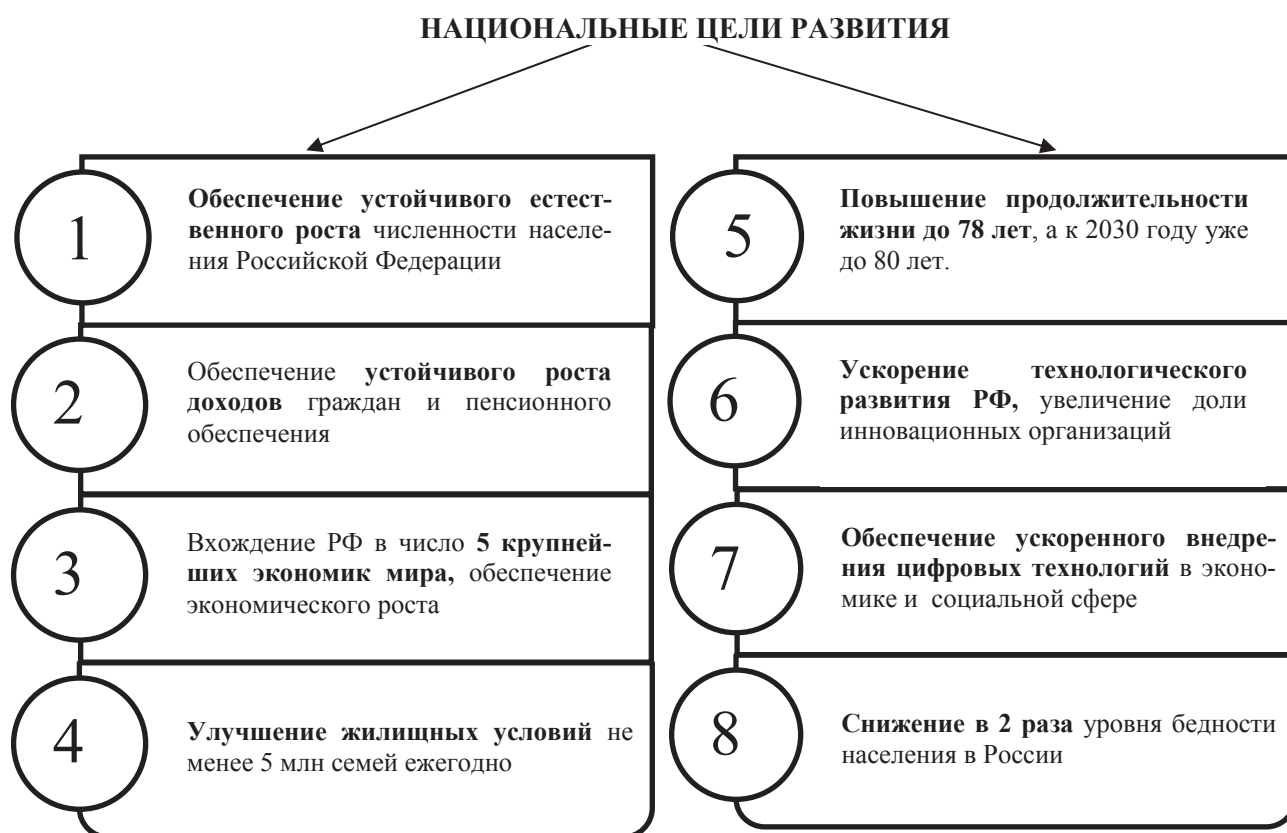 НАЦИОНАЛЬНЫЕ ЦЕЛИ РАЗВИТИЯ
1
Обеспечение устойчивого естест-
венного роста численности населе-
ния Российской Федерации
2
Обеспечение устойчивого роста
доходов граждан и пенсионного
обеспечения
3
Вхождение РФ в число 5 крупней-
ших экономик мира, обеспечение
экономического роста
4
Улучшение жилищных условий не
менее 5 млн семей ежегодно
5
Повышение продолжительности
жизни до 78 лет, а к 2030 году уже
до 80 лет.
6
Ускорение технологического
развития РФ, увеличение доли
инновационных организаций
7
Обеспечение ускоренного внедре-
ния цифровых технологий в эконо-
мике и социальной сфере
8
Снижение в 2 раза уровня бедности
населения в России